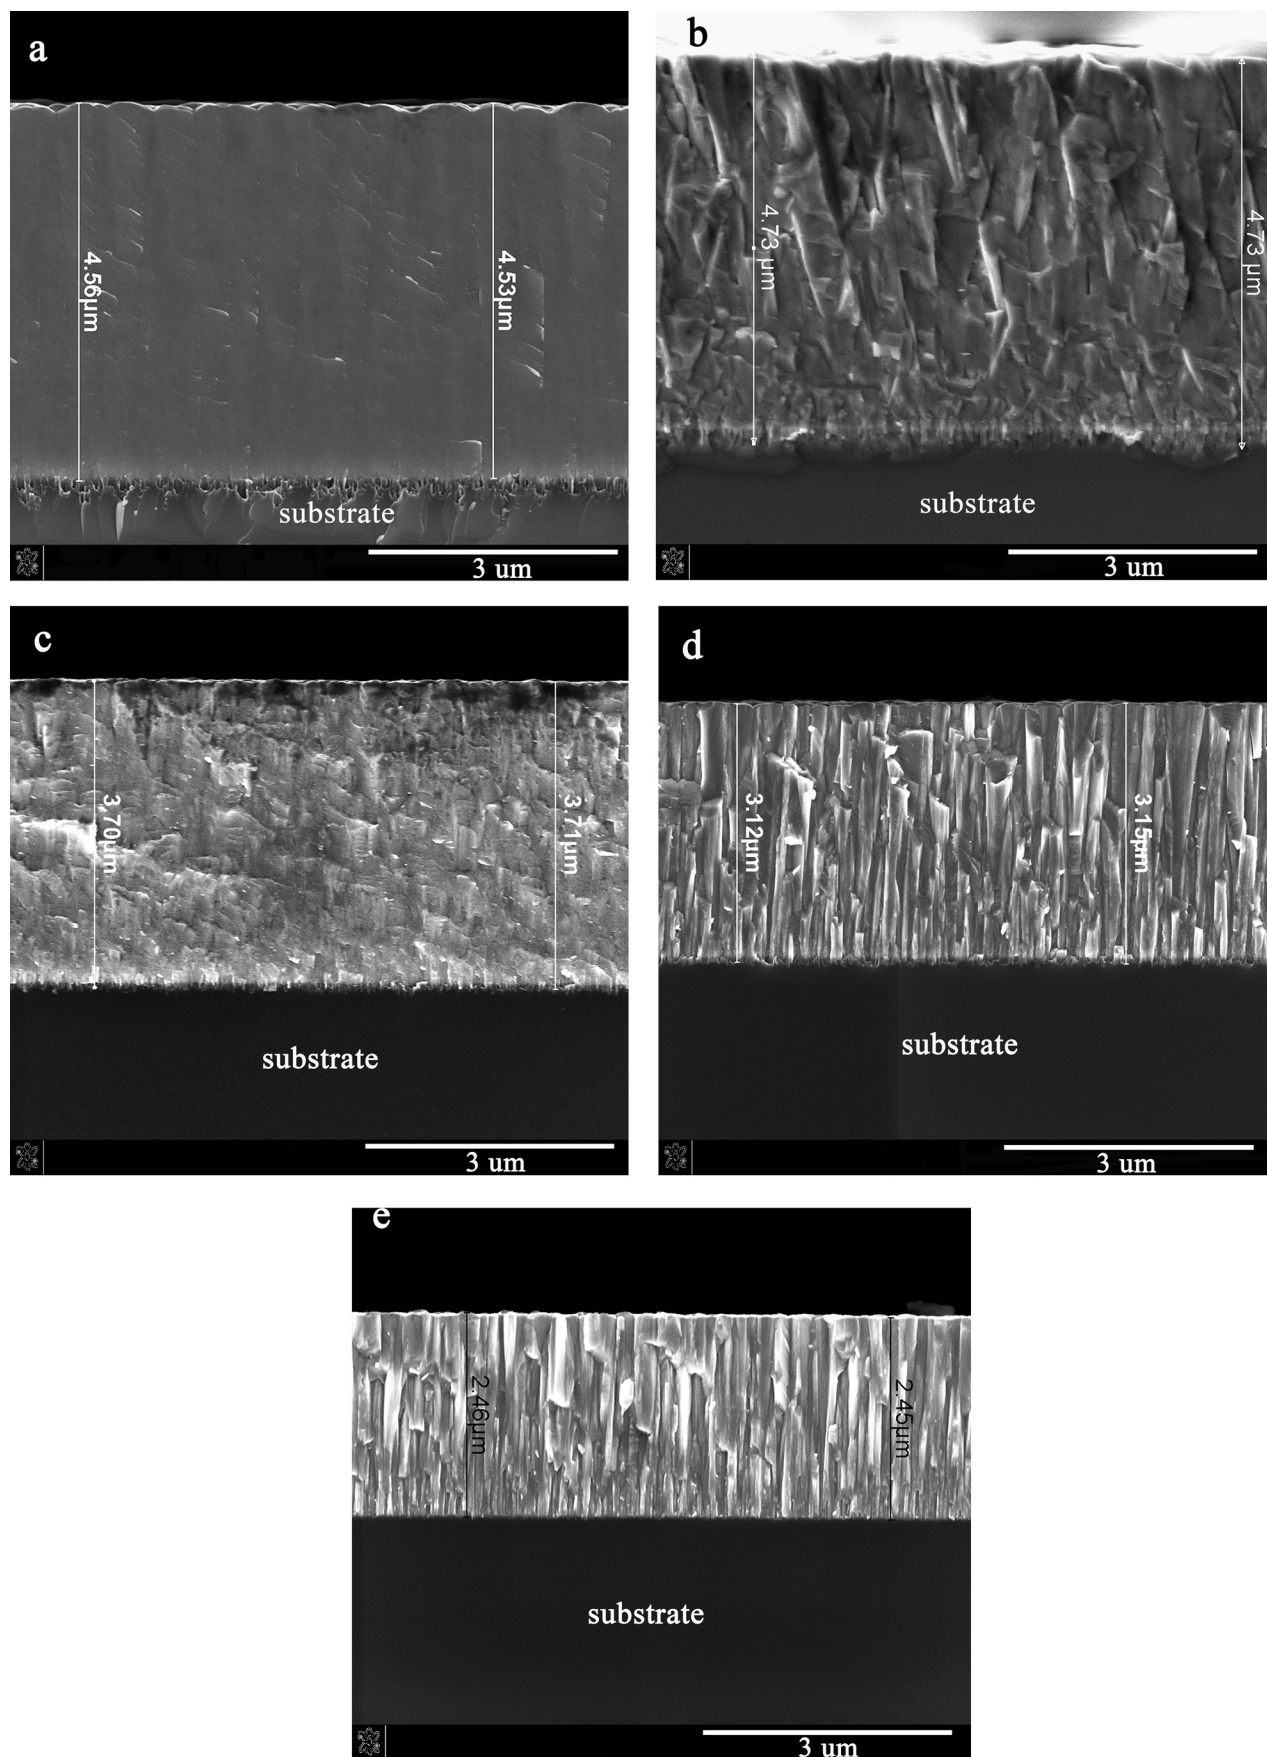 a
4.56µm
4.53µm
substrate
3 um
b
4.73 µm
4.73 µm
substrate
3 um
c
3.70µm
3.71µm
substrate
3 um
d
3.12µm
3.15µm
substrate
3 um
e
2.46µm
2.45µm
substrate
3 um